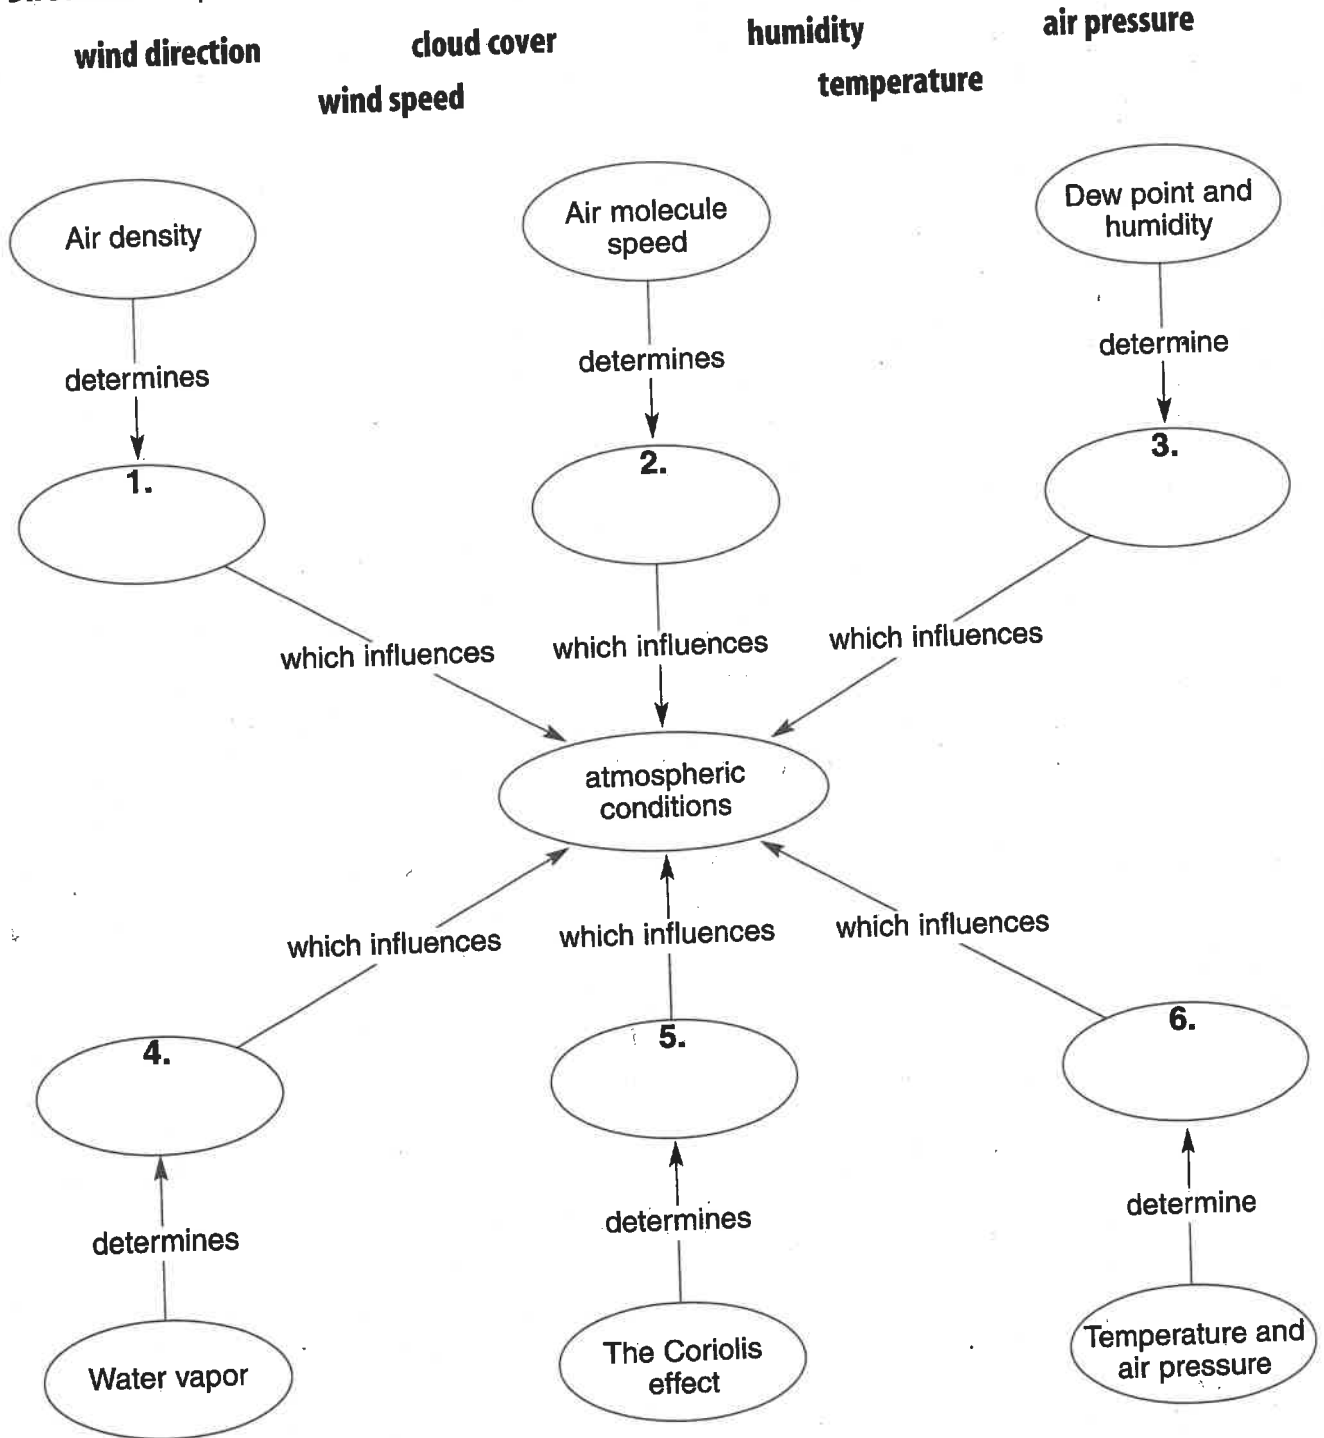 wind direction
cloud cover
humidity
air pressure
wind speed
temperature
Air density
Air molecule
speed
Dew point and
humidity
determines
determines
determine
1.
2.
3.
which influences
which influences
which influences
atmospheric
conditions
which influences
which influences
which influences
4.
5.
6.
determines
determines
determine
Water vapor
The Coriolis
effect
Temperature and
air pressure